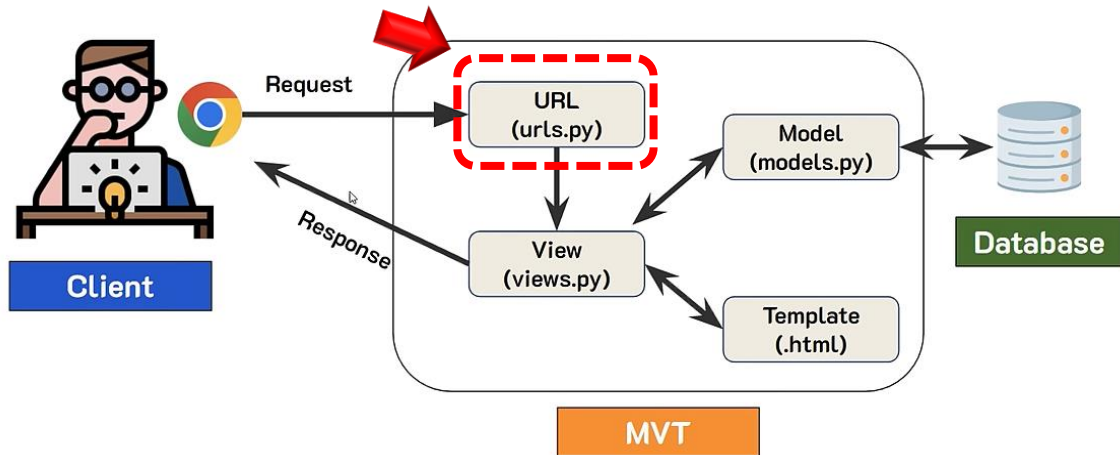 Request
URL
(urls.py)
Model
(models.py)
Response
View
(views.py)
Database
Client
Template
(.html)
MVT